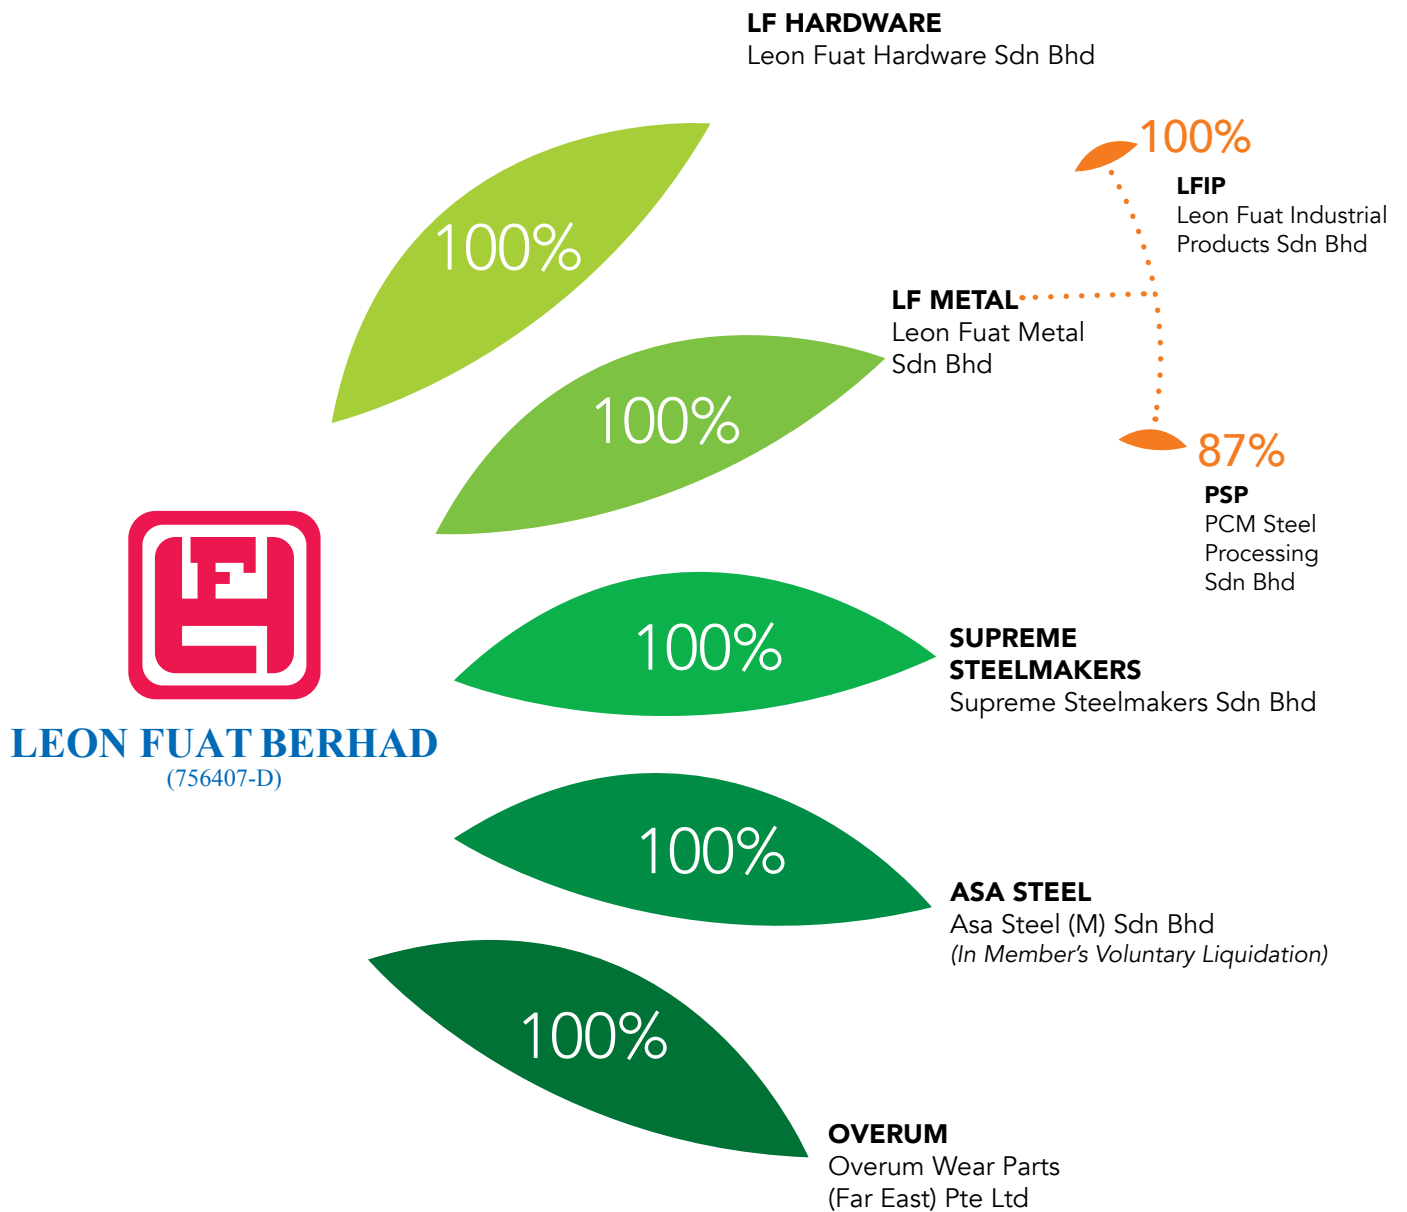 LF HARDWARE
Leon Fuat Hardware Sdn Bhd
100%
100%
LFIP
Leon Fuat Industrial
Products Sdn Bhd
LF METAL
Leon Fuat Metal
Sdn Bhd
100%
87%
PSP
PCM Steel
Processing
Sdn Bhd
LF
LEON FUAT BERHAD
(756407-D)
100%
SUPREME
STEELMAKERS
Supreme Steelmakers Sdn Bhd
100%
ASA STEEL
Asa Steel (M) Sdn Bhd
(In Member's Voluntary Liquidation)
100%
OVERUM
Overum Wear Parts
(Far East) Pte Ltd